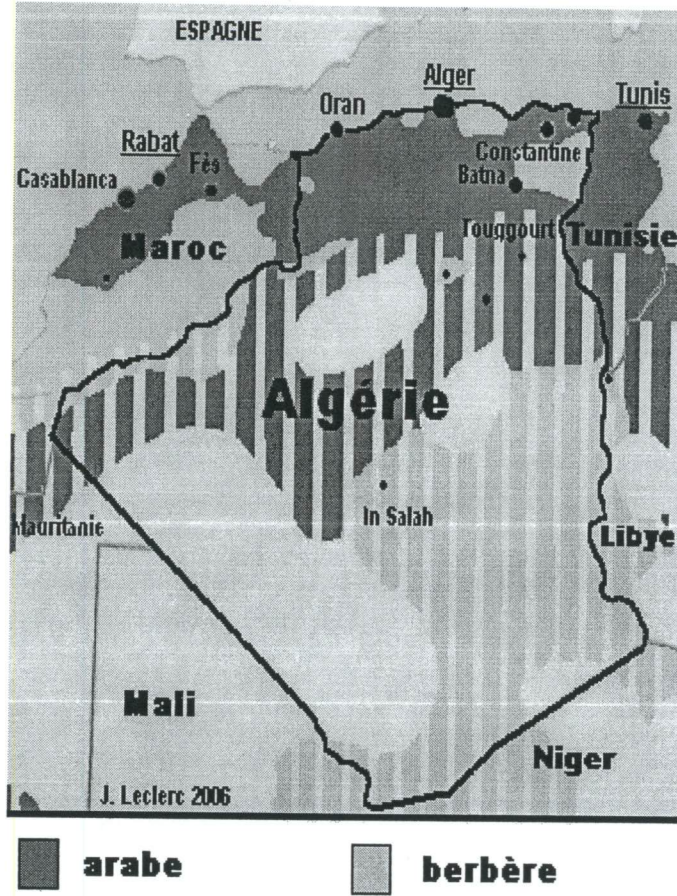 ESPAGNE
Alger
Tunis
Oran
Rabat
Constantine
Casablanca
Fès
Batna
Maroc
Touggourt
Tunisie
Algérie
In Salah
Mauritanie
Libye
Mali
Niger
J. Leclerc 2006
arabe
berbère